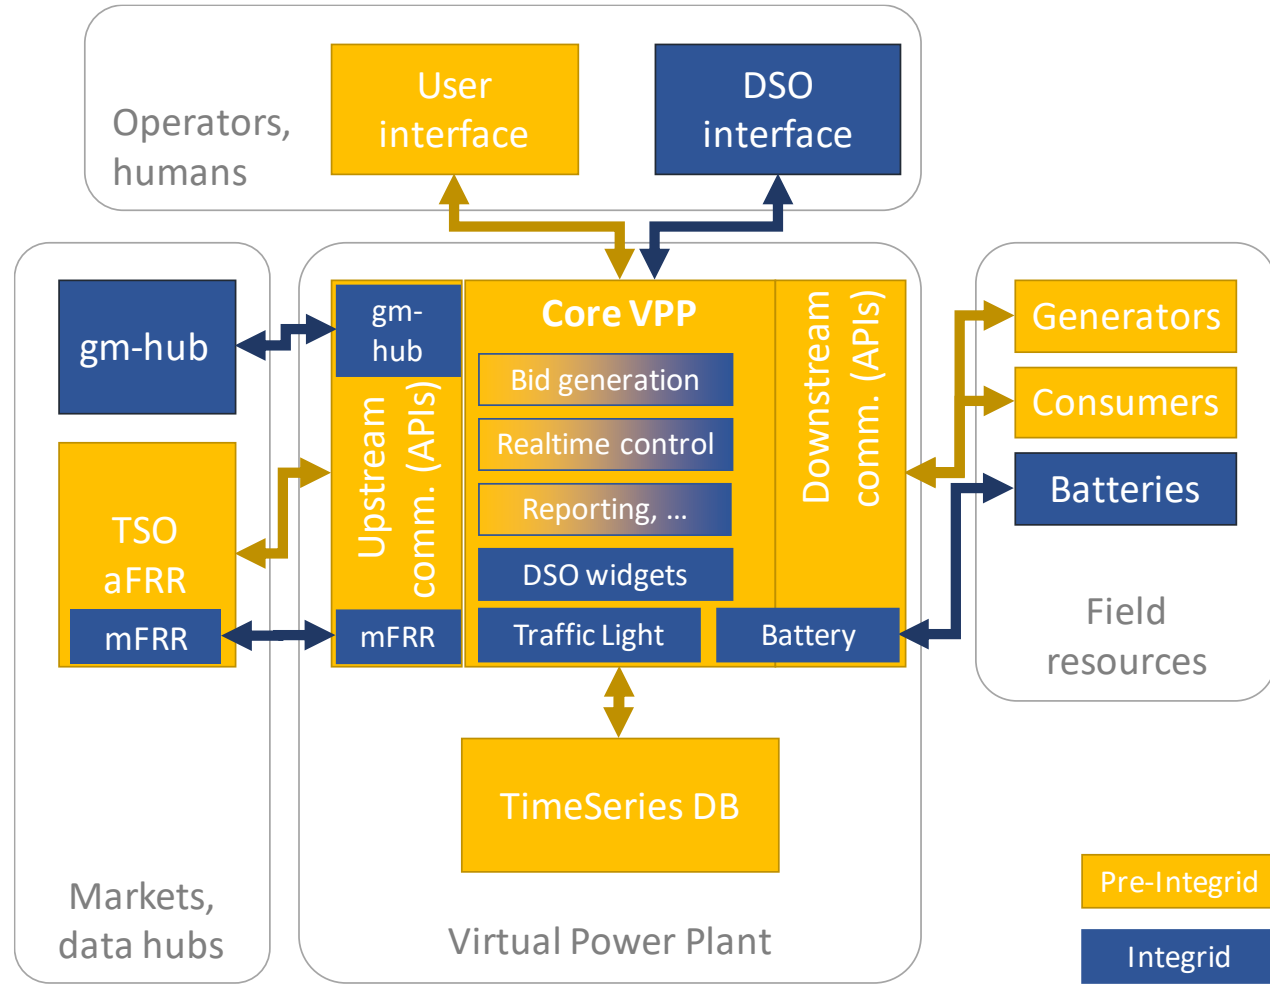 User
interface
DSO
interface
Operators,
humans
gm-hub
TSO
aFRR
mFRR
Markets,
data hubs
gm-
hub
Upstream
comm. (APIs)
mFRR
Core VPP
Bid generation
Realtime control
Reporting, ...
DSO widgets
Traffic Light
Battery
Downstream
comm. (APIs)
TimeSeries DB
Virtual Power Plant
Generators
Consumers
Batteries
Field
resources
Pre-Integrid
Integrid